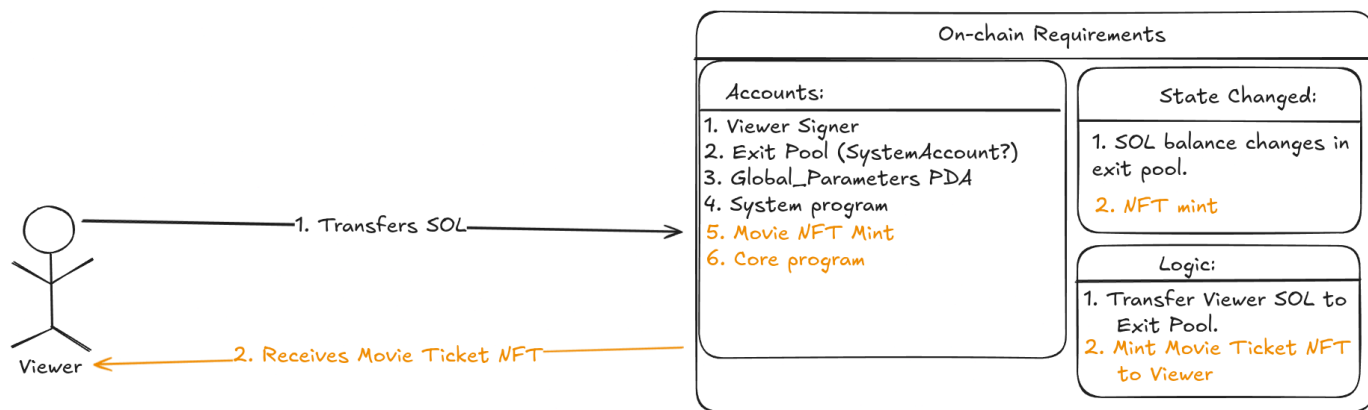 On-chain Requirements
Accounts:
1. Viewer Signer
2. Exit Pool (SystemAccount?)
3. Global_Parameters PDA
4. System program
5. Movie NFT Mint
6. Core program
State Changed:
1. SOL balance changes in
exit pool.
2. NFT mint
Logic:
1. Transfer Viewer SOL to
Exit Pool.
2. Mint Movie Ticket NFT
to Viewer
1. Transfers SOL
2. Receives Movie Ticket NFT
Viewer